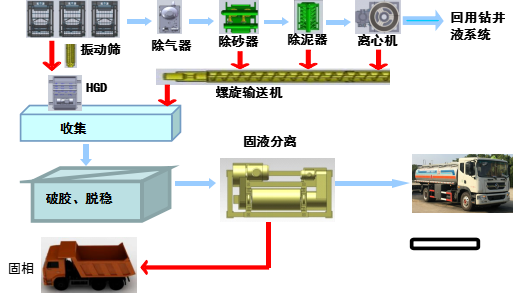 振动筛
除气器
除砂器
除泥器
离心机
回用钻井
液系统
HGD
螺旋输送机
收集
固液分离
破胶、脱稳
固相